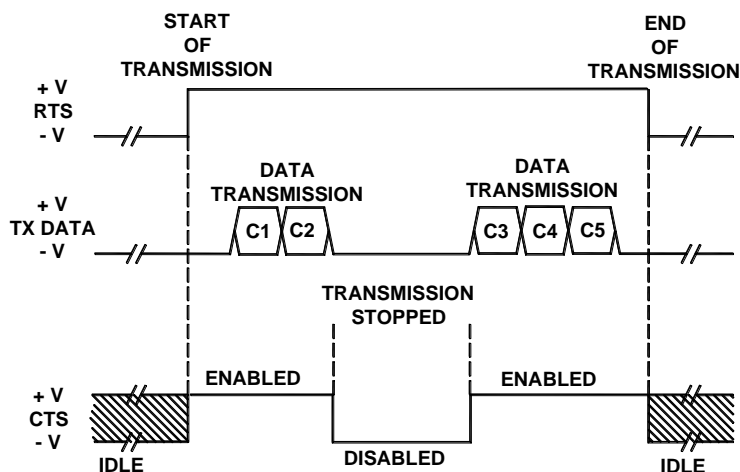 START
OF
TRANSMISSION
END
OF
TRANSMISSION
+ V
RTS
- V
DATA
TRANSMISSION
DATA
TRANSMISSION
+ V
TX DATA
- V
C1 C2 C3 C4 C5
TRANSMISSION
STOPPED
ENABLED ENABLED
+ V
CTS
- V
IDLE DISABLED IDLE